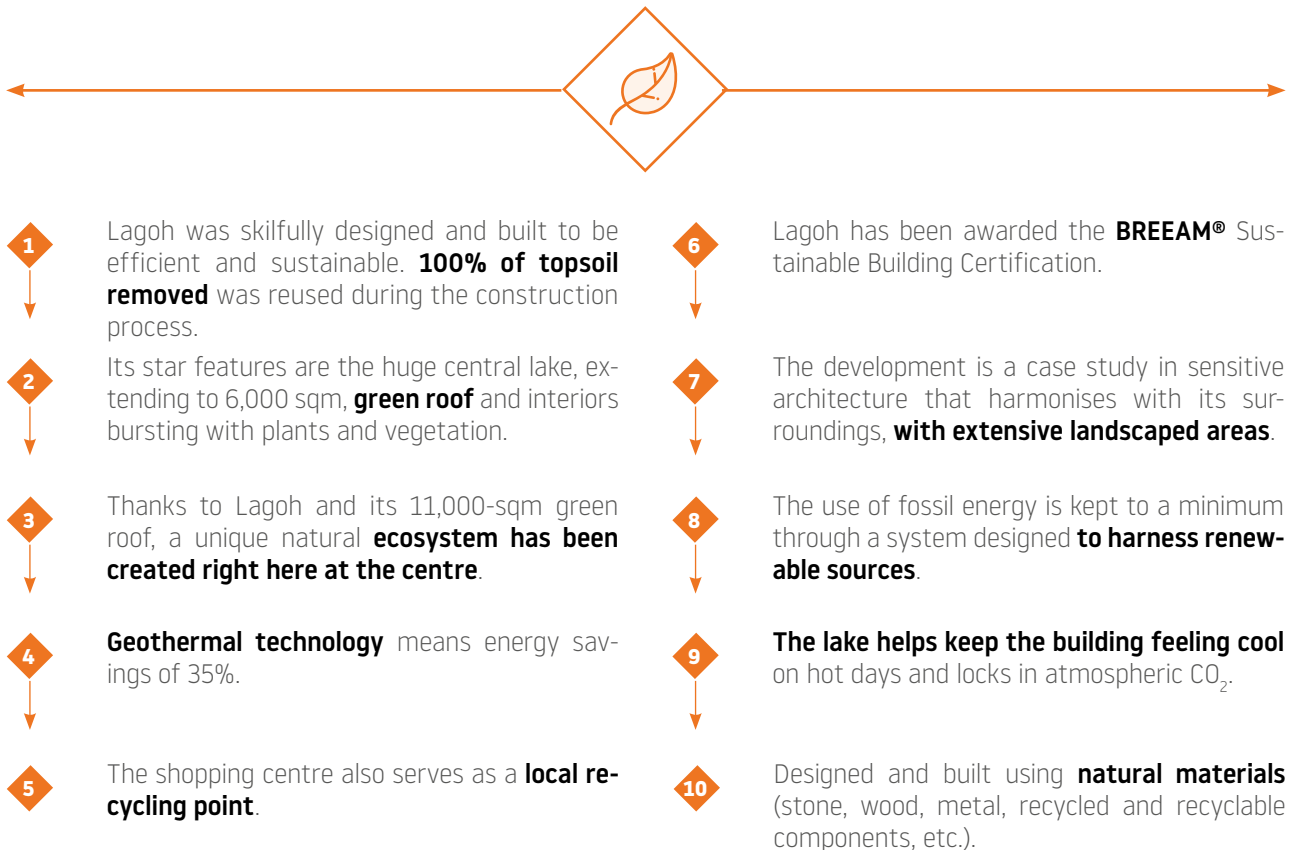 1
Lagoh was skilfully designed and built to be
efficient and sustainable. 100% of topsoil
removed was reused during the construction
process.
2
Its star features are the huge central lake, ex-
tending to 6,000 sqm, green roof and interiors
bursting with plants and vegetation.
3
Thanks to Lagoh and its 11,000-sqm green
roof, a unique natural ecosystem has been
created right here at the centre.
4
Geothermal technology means energy sav-
ings of 35%.
5
The shopping centre also serves as a local re-
cycling point.
6
Lagoh has been awarded the BREEAM® Sus-
tainable Building Certification.
7
The development is a case study in sensitive
architecture that harmonises with its sur-
roundings, with extensive landscaped areas.
8
The use of fossil energy is kept to a minimum
through a system designed to harness renew-
able sources.
9
The lake helps keep the building feeling cool
on hot days and locks in atmospheric CO₂.
10
Designed and built using natural materials
(stone, wood, metal, recycled and recyclable
components, etc.).